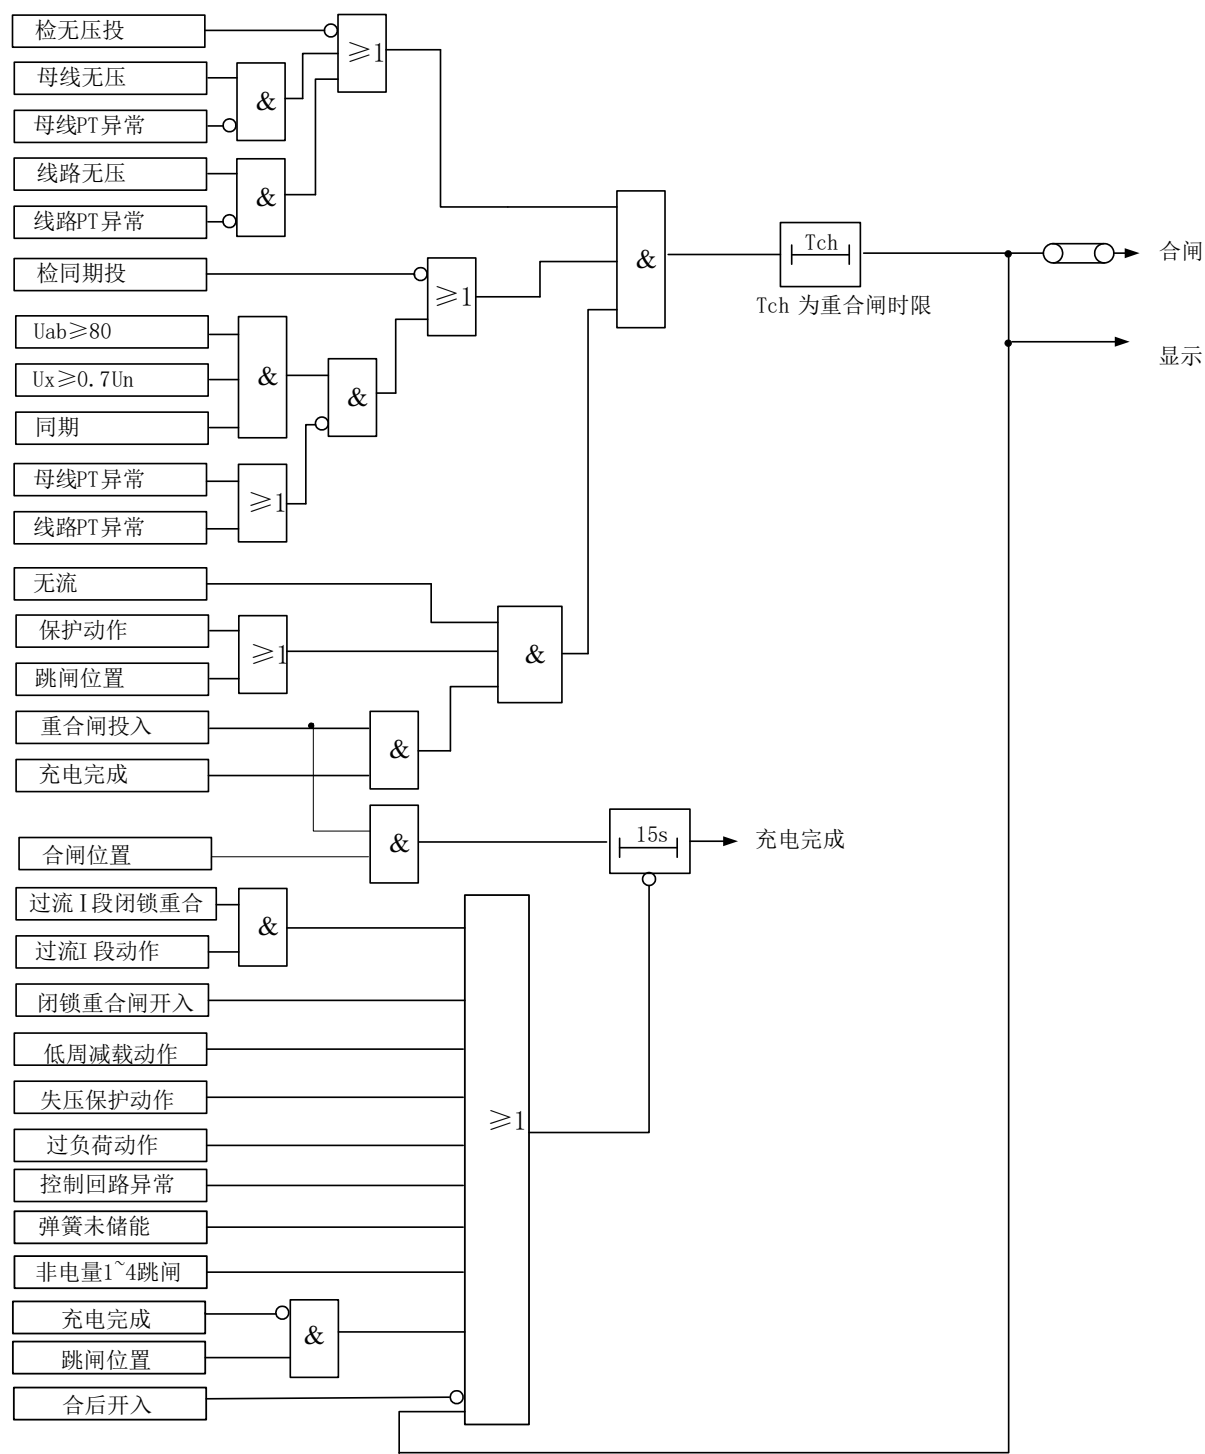 检无压投
≥1
母线无压
&
母线PT异常
线路无压
&
线路PT异常
&
检同期投
≥1
Tch
合闸
Tch 为重合闸时限
Uab≥80
显示
Ux≥0.7Un
&
&
同期
母线PT异常
≥1
线路PT异常
无流
保护动作
≥1
&
跳闸位置
重合闸投入
&
充电完成
15s
充电完成
合闸位置
&
过流I段闭锁重合
&
过流I段动作
闭锁重合闸开入
低周减载动作
失压保护动作
≥1
过负荷动作
控制回路异常
弹簧未储能
非电量1~4跳闸
充电完成
&
跳闸位置
合后开入